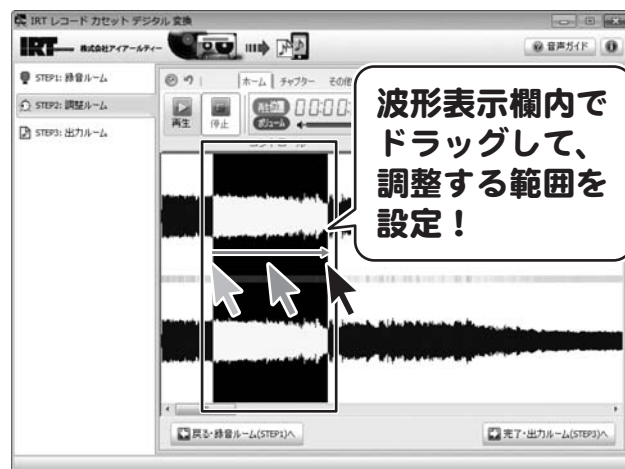 IRT レコード カセット デジタル 変換
IRT 株式会社アイアールティー
音声ガイド
STEP1: 録音ルーム
STEP2: 調整ルーム
STEP3: 出力ルーム
ホーム チャプター その他
再生 停止
ボリューム
波形表示欄内で
ドラッグして、
調整する範囲を
設定！
戻る・録音ルーム(STEP1)へ
完了・出力ルーム(STEP3)へ